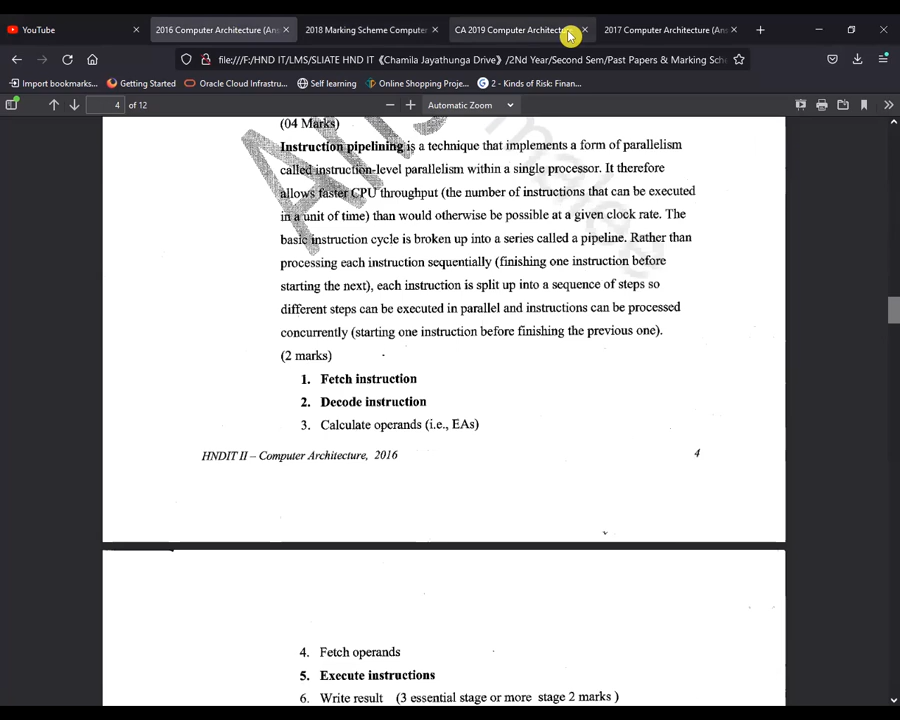 YouTube
2016 Computer Architecture (An
2018 Marking Scheme Computer
CA 2019 Computer Architectu
2017 Computer Architecture (An
file:///F:/HND IT/LMS/SLIATE HND IT 《Chamila Jayathunga Drive》 /2Nd Year/Second Sem/Past Papers & Marking Sche
Import bookmarks...
Getting Started
Oracle Cloud Infrastru...
Self learning
Online Shopping Proje...
2 - Kinds of Risk: Finan...
4 of 12
Automatic Zoom
(04 Marks)
Instruction pipelining is a technique that implements a form of parallelism
called instruction-level parallelism within a single processor. It therefore
allows faster CPU throughput (the number of instructions that can be executed
in a unit of time) than would otherwise be possible at a given clock rate. The
basic instruction cycle is broken up into a series called a pipeline. Rather than
processing each instruction sequentially (finishing one instruction before
starting the next), each instruction is split up into a sequence of steps so
different steps can be executed in parallel and instructions can be processed
concurrently (starting one instruction before finishing the previous one).
(2 marks)
1. Fetch instruction
2. Decode instruction
3. Calculate operands (i.e., EAs)
HNDIT II – Computer Architecture, 2016
4
4. Fetch operands
5. Execute instructions
6. Write result (3 essential stage or more stage 2 marks )